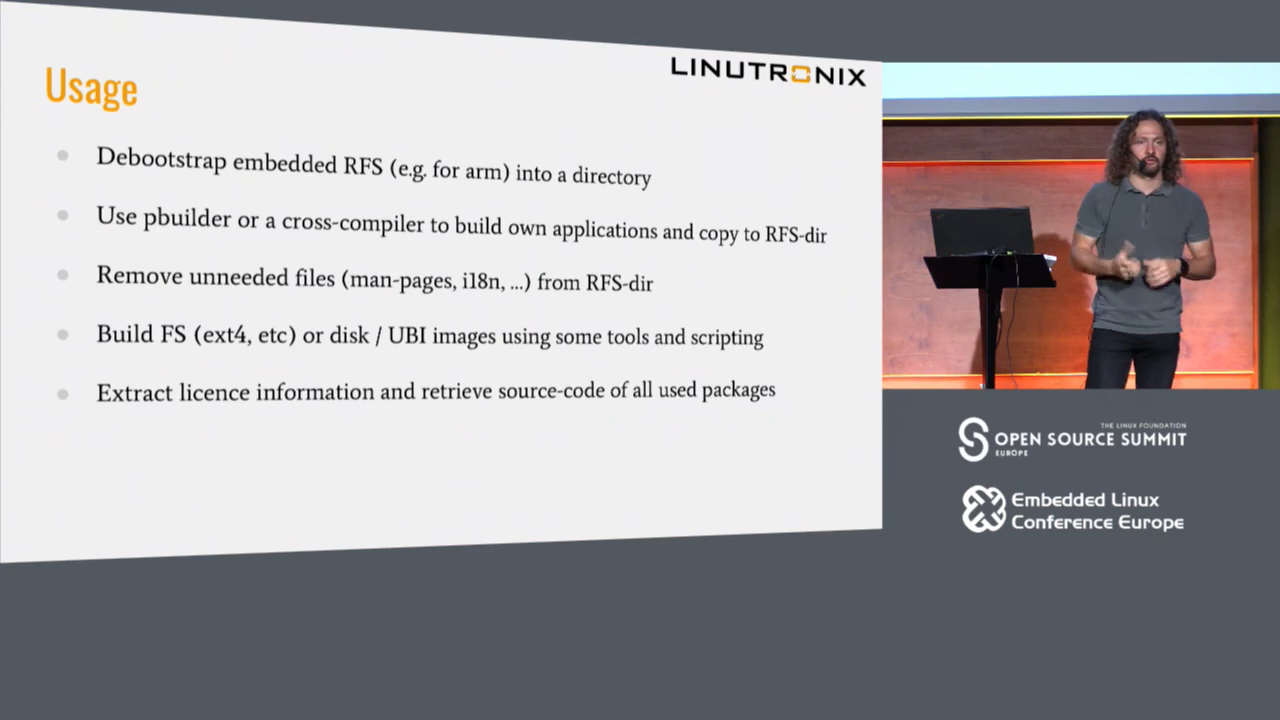 Usage
LINUTRONIX
Debootstrap embedded RFS (e.g. for arm) into a directory
Use pbuilder or a cross-compiler to build own applications and copy to RFS-dir
Remove unneeded files (man-pages, i18n, ...) from RFS-dir
Build FS (ext4, etc) or disk / UBI images using some tools and scripting
Extract licence information and retrieve source-code of all used packages
THE LINUX FOUNDATION
OPEN SOURCE SUMMIT
EUROPE
Embedded Linux
Conference Europe